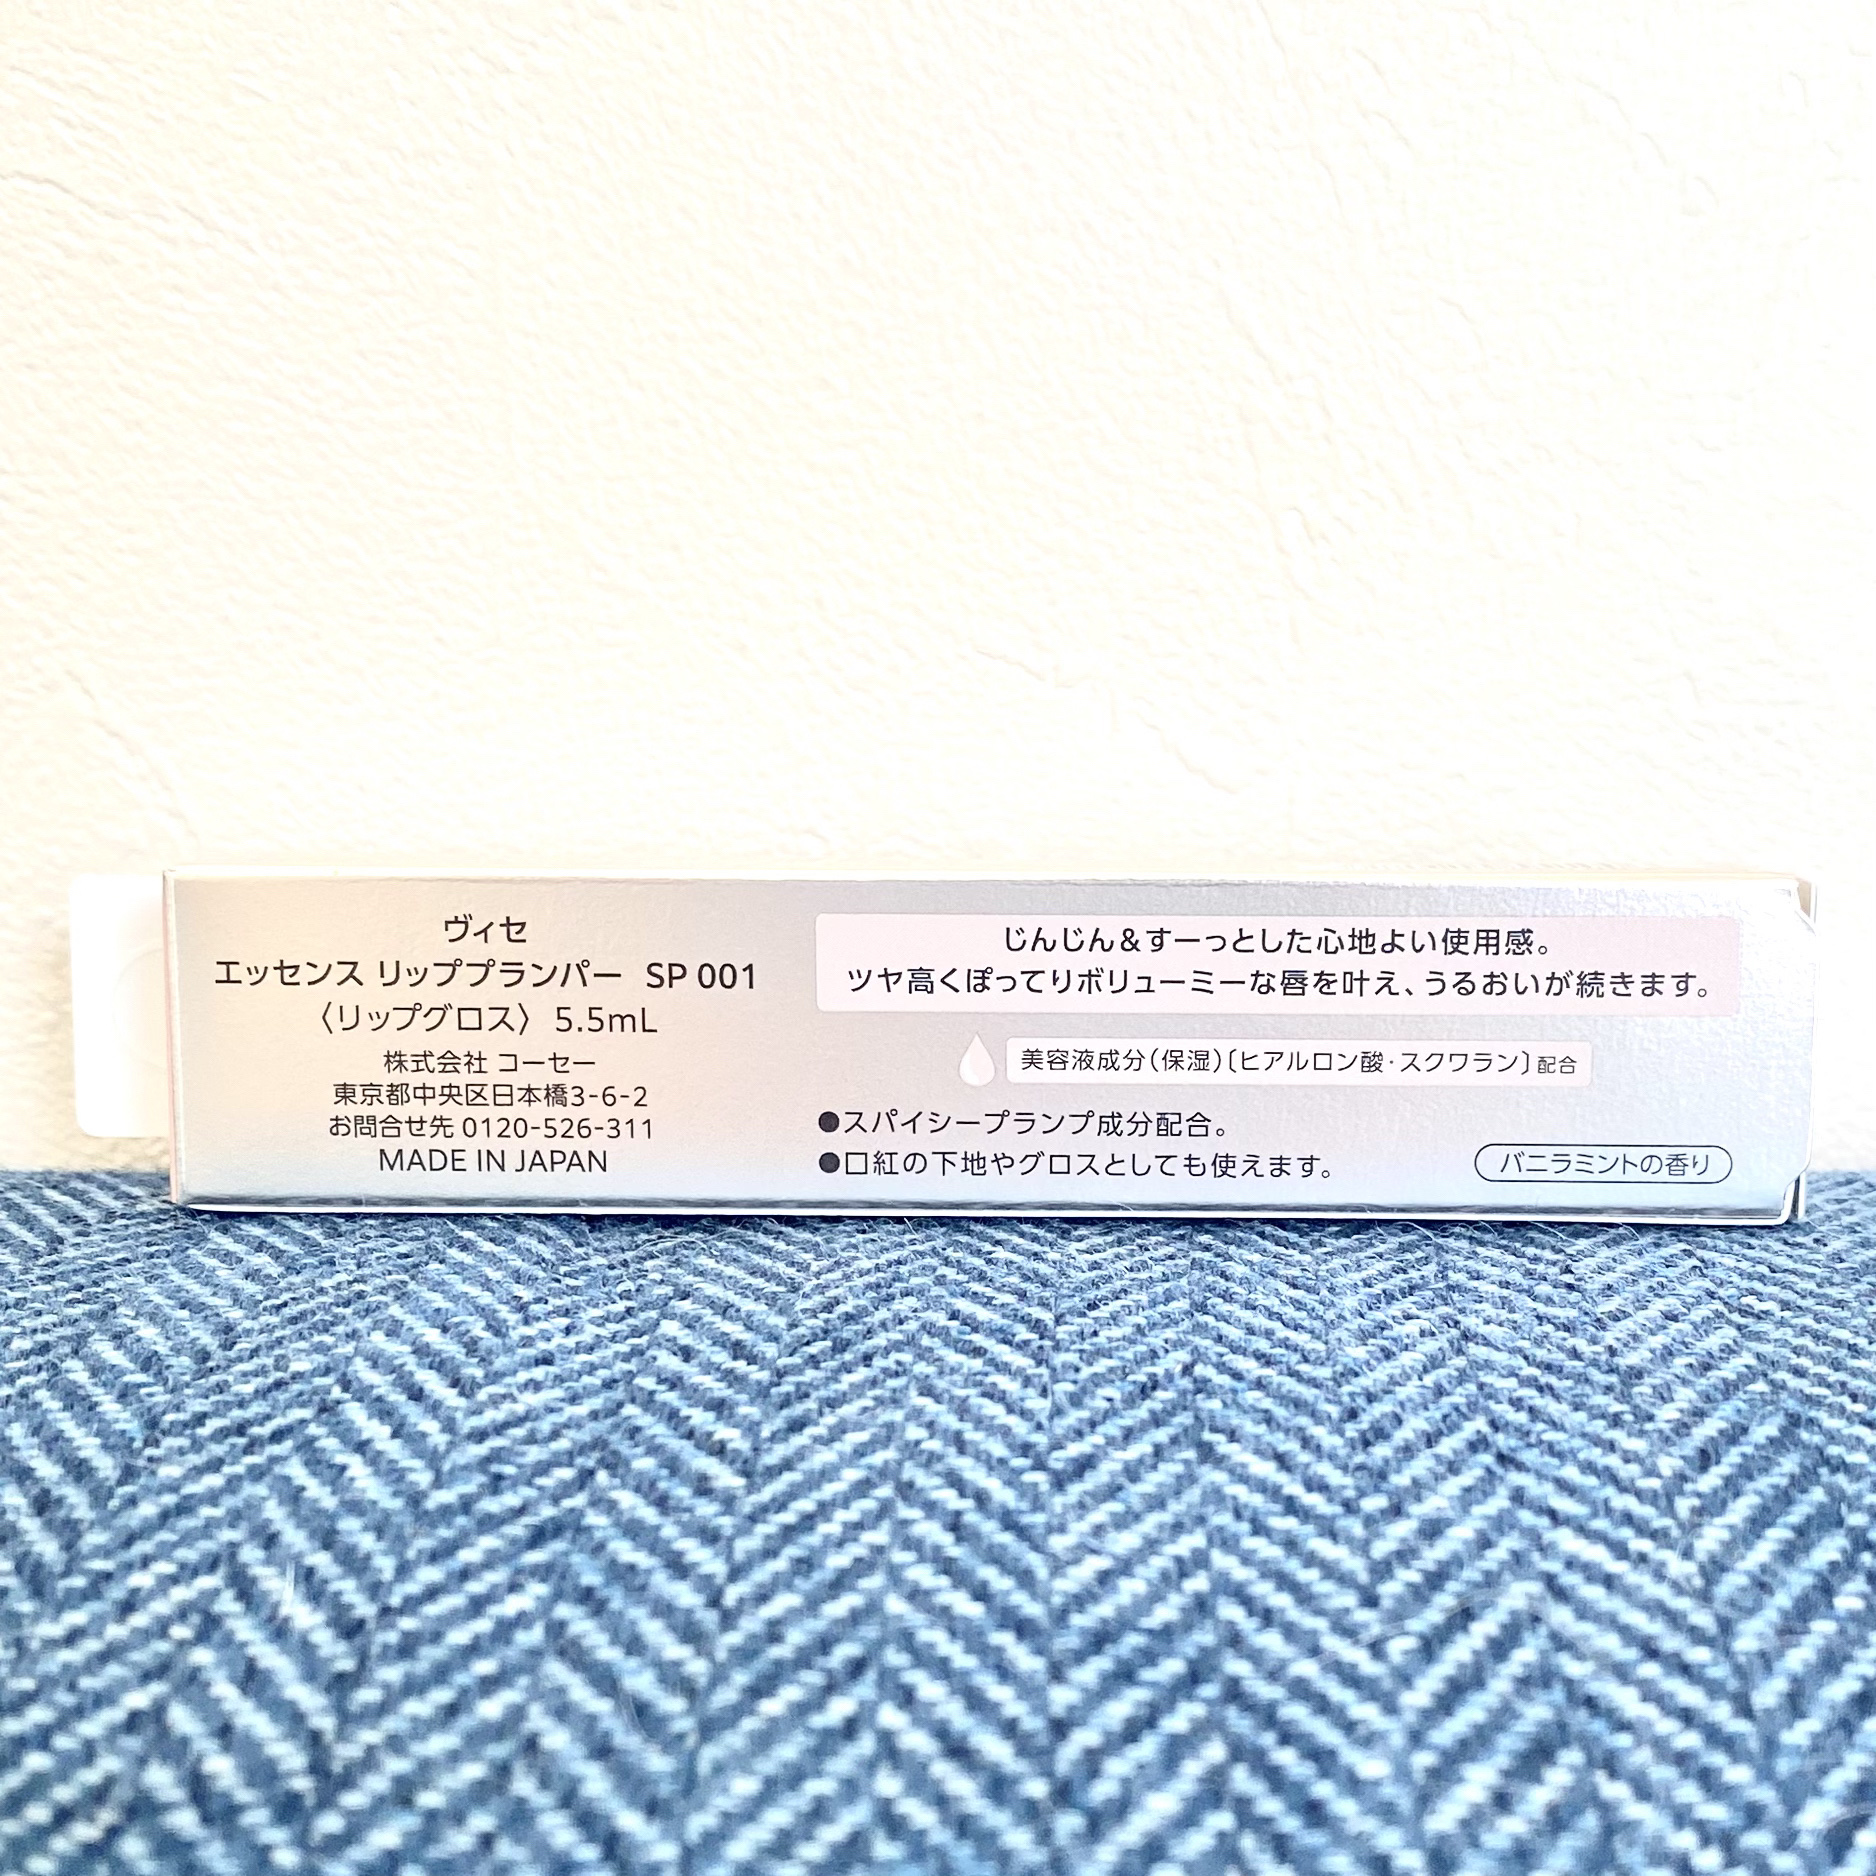 ヴィセ
エッセンス リッププランパー SP 001
〈リップグロス〉 5.5mL
株式会社 コーセー
東京都中央区日本橋3-6-2
お問合せ先 0120-526-311
MADE IN JAPAN
じんじん&すーっとした心地よい使用感。
ツヤ高くぽってりボリューミーな唇を叶え、うるおいが続きます。
美容液成分(保湿)〔ヒアルロン酸・スクワラン〕配合
●スパイシープランプ成分配合。
●口紅の下地やグロスとしても使えます。
バニラミントの香り